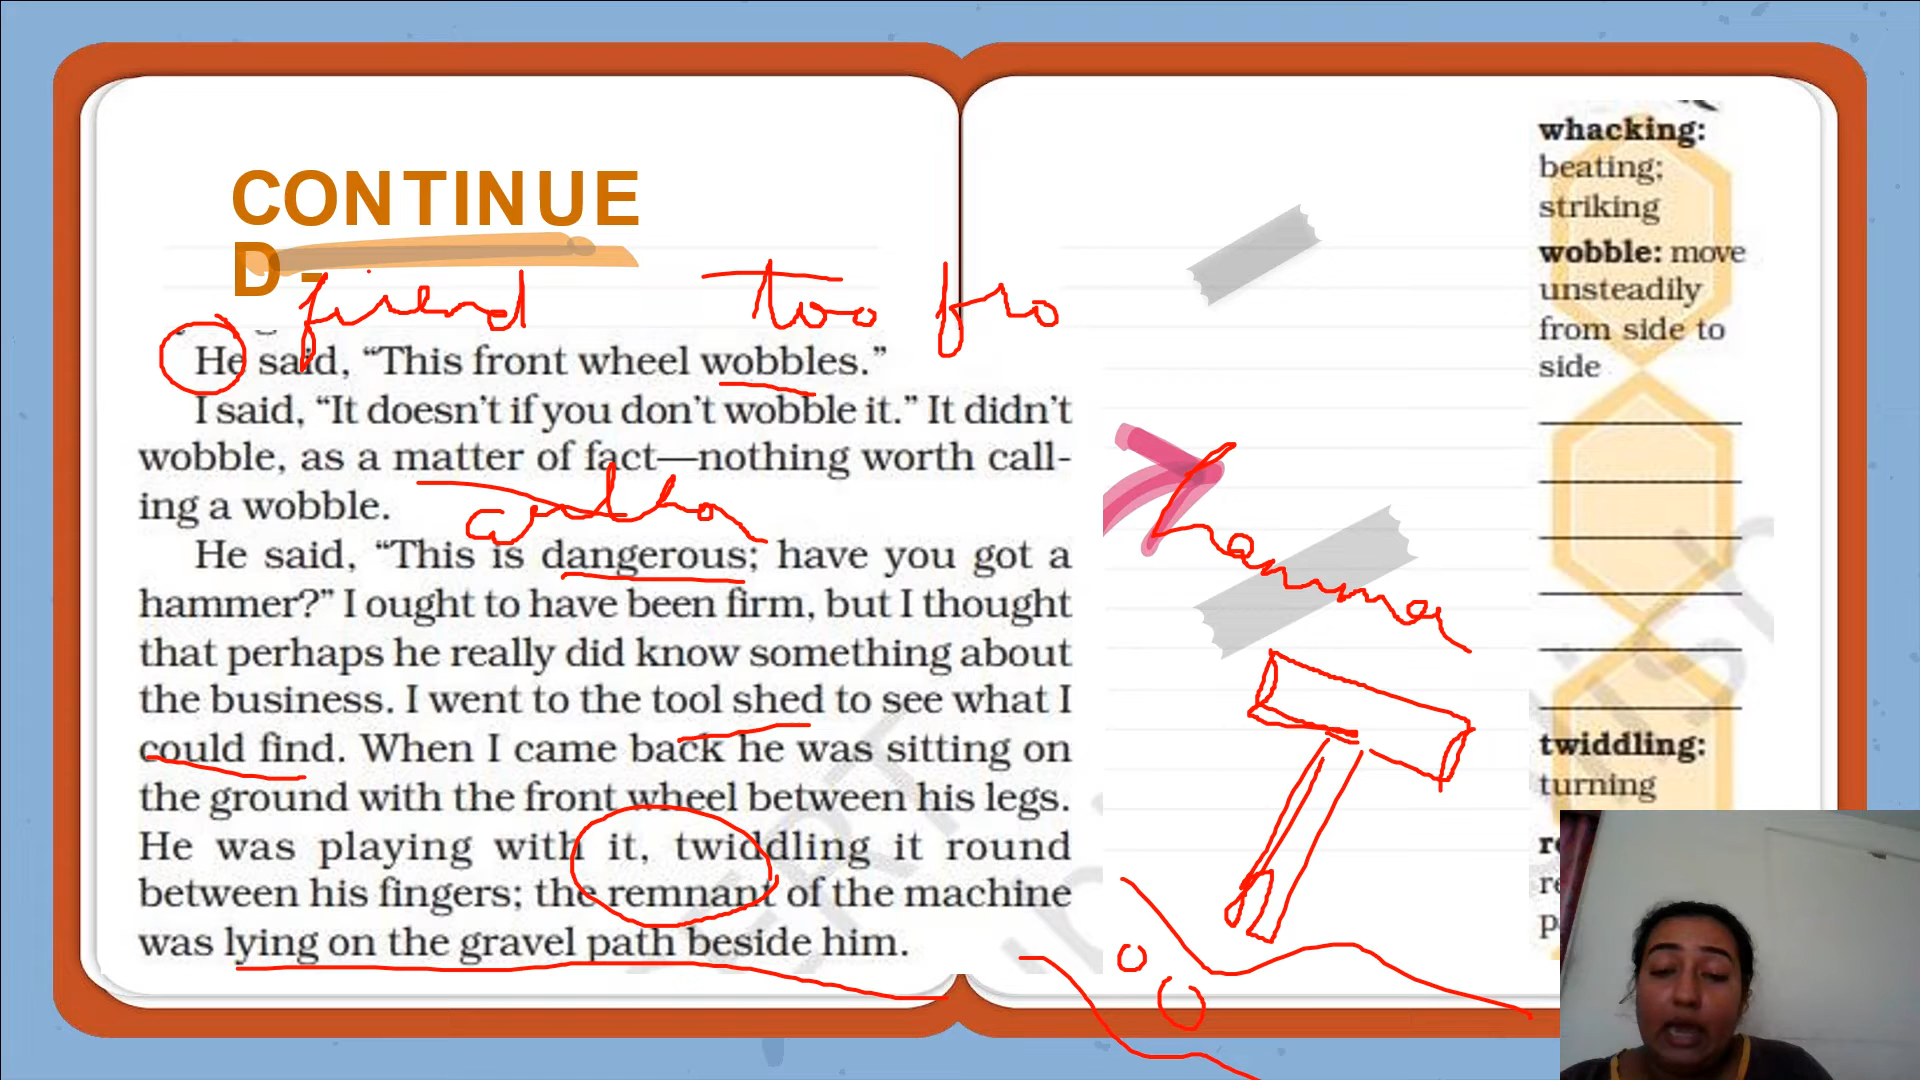 CONTINUE
D -
friend
too fro
He said, “This front wheel wobbles.”
I said, “It doesn’t if you don’t wobble it.” It didn’t
wobble, as a matter of fact—nothing worth call-
ing a wobble.
author
He said, “This is dangerous; have you got a
hammer?” I ought to have been firm, but I thought
that perhaps he really did know something about
the business. I went to the tool shed to see what I
could find. When I came back he was sitting on
the ground with the front wheel between his legs.
He was playing with it, twiddling it round
between his fingers; the remnant of the machine
was lying on the gravel path beside him.
hammer
whacking:
beating;
striking
wobble: move
unsteadily
from side to
side
twiddling:
turning